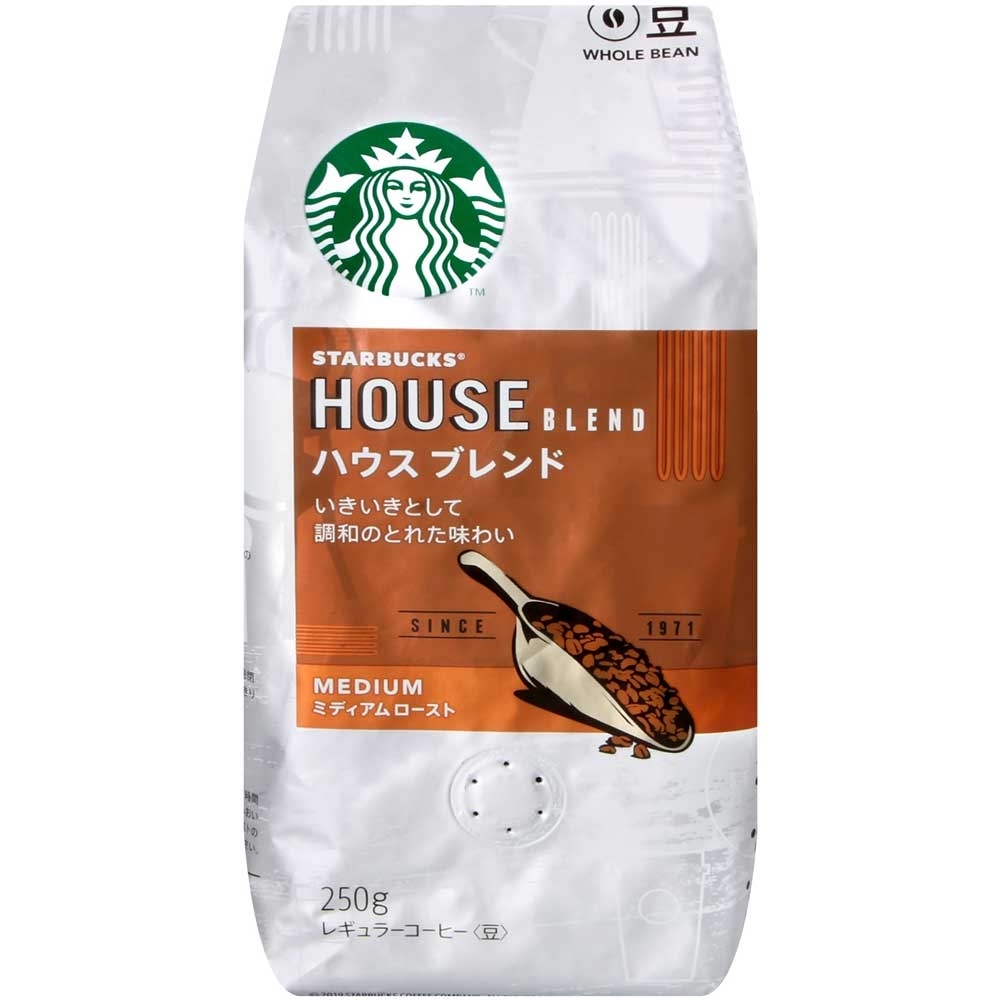 豆
WHOLE BEAN
TM
STARBUCKS®
HOUSE BLEND
ハウス ブレンド
いきいきとして
調和のとれた味わい
SINCE 1971
MEDIUM
ミディアム ロースト
250g
レギュラーコーヒー〈豆〉